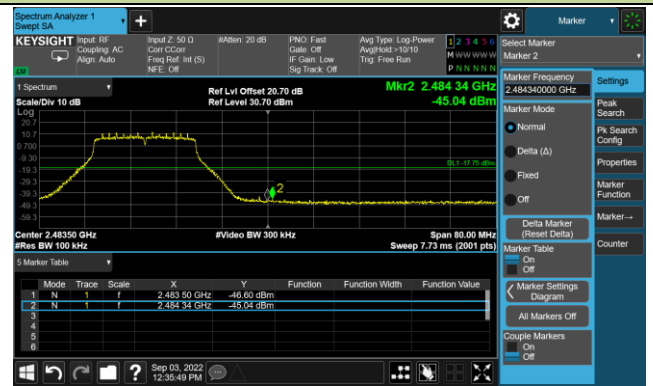 Spectrum Analyzer 1
Swept SA
Marker
KEYSIGHT
Input: RF
Coupling: AC
Align: Auto
Input Z: 50 Ω
Corr CCorr
Freq Ref: Int (S)
NFE: Off
#Atten: 20 dB
PNO: Fast
Gate: Off
IF Gain: Low
Sig Track: Off
Avg Type: Log-Power
Avg|Hold:>10/10
Trig: Free Run
1 2 3 4 5 6
M W W W W W
P N N N N N
Select Marker
Marker 2
1 Spectrum
Scale/Div 10 dB
Log
Ref Lvl Offset 20.70 dB
Ref Level 30.70 dBm
Mkr2 2.484 34 GHz
-45.04 dBm
20.7
10.7
0.700
-9.30
-19.3
-29.3
-39.3
-49.3
-59.3
DL1 -17.75 dBm
2
Center 2.48350 GHz
#Res BW 100 kHz
#Video BW 300 kHz
Span 80.00 MHz
Sweep 7.73 ms (2001 pts)
5 Marker Table
Mode Trace Scale X Y Function Function Width Function Value
1 N 1 f 2.483 50 GHz -46.60 dBm
2 N 1 f 2.484 34 GHz -45.04 dBm
3
4
5
6
Marker Frequency
2.484340000 GHz
Marker Mode
Normal
Delta (Δ)
Fixed
Off
Delta Marker
(Reset Delta)
Marker Table
On
Off
Marker Settings
Diagram
All Markers Off
Couple Markers
On
Off
Settings
Peak
Search
Pk Search
Config
Properties
Marker
Function
Marker→
Counter
Sep 03, 2022
12:35:49 PM